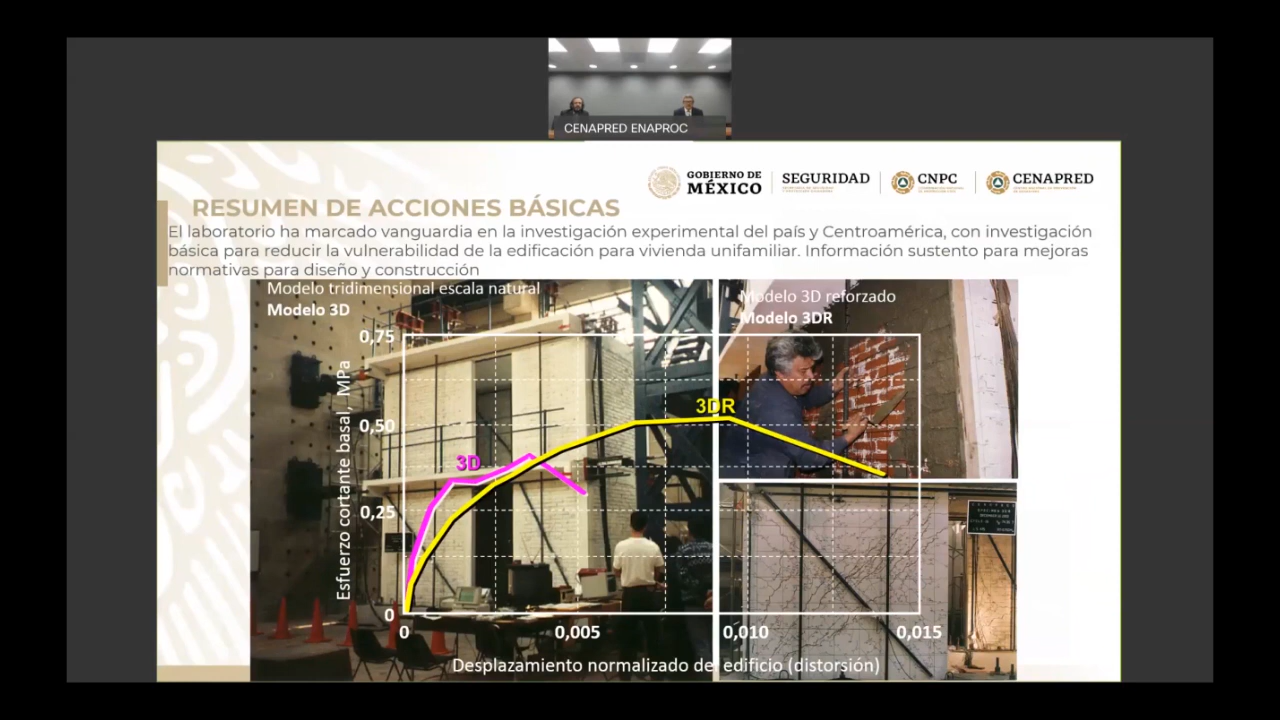 CENAPRED ENAPROC
GOBIERNO DE
MÉXICO
SEGURIDAD
CNPC
CENAPRED
RESUMEN DE ACCIONES BÁSICAS
El laboratorio ha marcado vanguardia en la investigación experimental del país y Centroamérica, con investigación
básica para reducir la vulnerabilidad de la edificación para vivienda unifamiliar. Información sustento para mejoras
normativas para diseño y construcción
Modelo tridimensional escala natural
Modelo 3D
Modelo 3D reforzado
Modelo 3DR
0,75
0,50
0,25
0
Esfuerzo cortante basal, MPa
3D
3DR
0
0,005
0,010
0,015
Desplazamiento normalizado del edificio (distorsión)